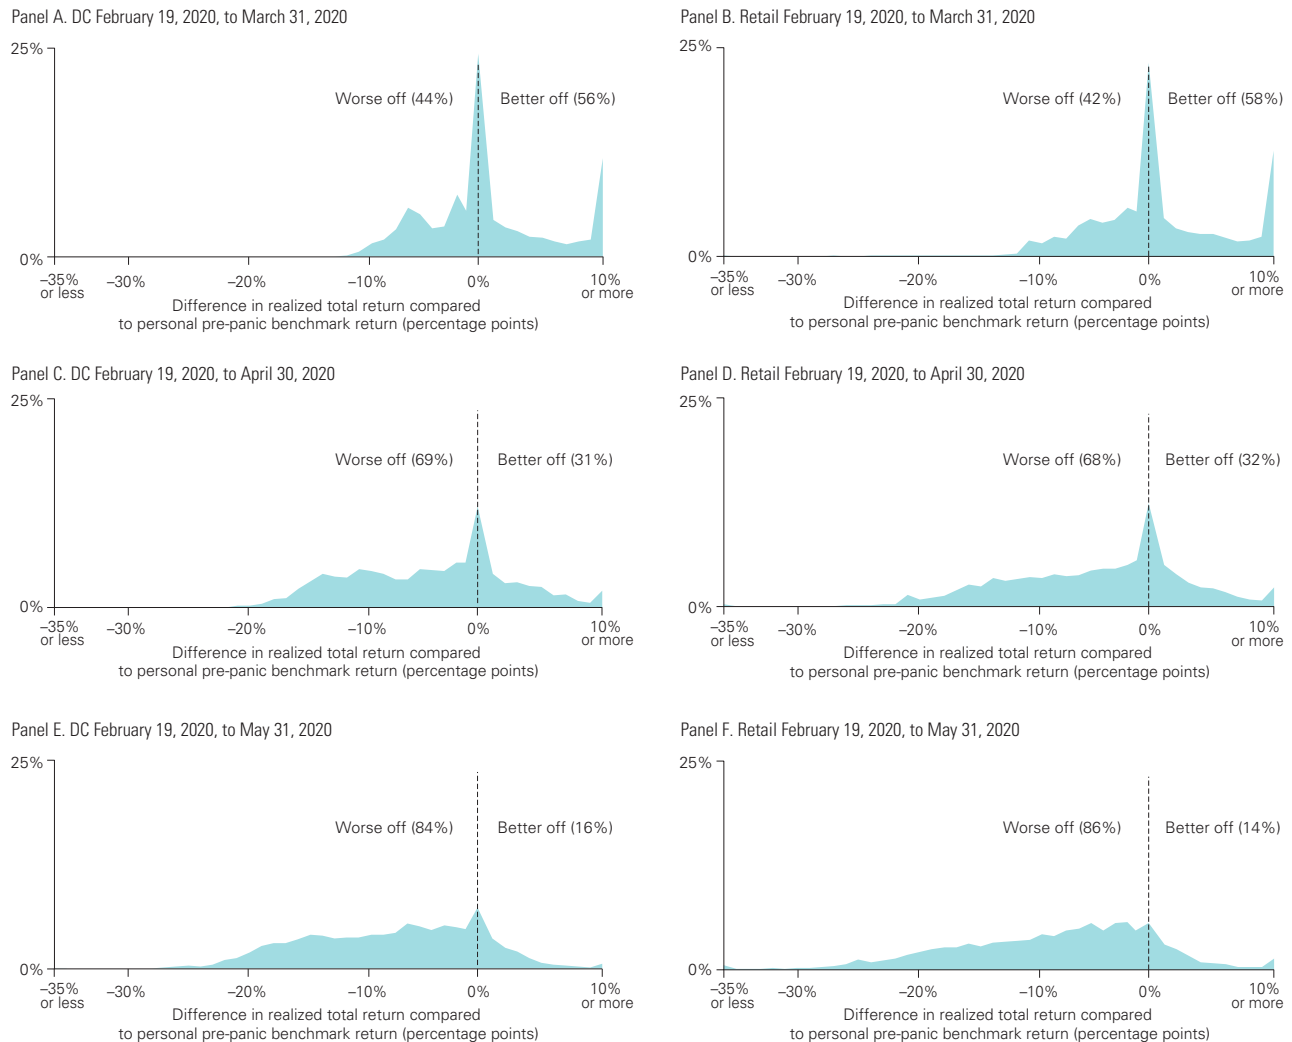 Panel A. DC February 19, 2020, to March 31, 2020
25%
Worse off (44%)
Better off (56%)
0%
–35%
or less
–30%
–20%
–10%
0%
10%
or more
Difference in realized total return compared
to personal pre-panic benchmark return (percentage points)
Panel B. Retail February 19, 2020, to March 31, 2020
25%
Worse off (42%)
Better off (58%)
0%
–35%
or less
–30%
–20%
–10%
0%
10%
or more
Difference in realized total return compared
to personal pre-panic benchmark return (percentage points)
Panel C. DC February 19, 2020, to April 30, 2020
25%
Worse off (69%)
Better off (31%)
0%
–35%
or less
–30%
–20%
–10%
0%
10%
or more
Difference in realized total return compared
to personal pre-panic benchmark return (percentage points)
Panel D. Retail February 19, 2020, to April 30, 2020
25%
Worse off (68%)
Better off (32%)
0%
–35%
or less
–30%
–20%
–10%
0%
10%
or more
Difference in realized total return compared
to personal pre-panic benchmark return (percentage points)
Panel E. DC February 19, 2020, to May 31, 2020
25%
Worse off (84%)
Better off (16%)
0%
–35%
or less
–30%
–20%
–10%
0%
10%
or more
Difference in realized total return compared
to personal pre-panic benchmark return (percentage points)
Panel F. Retail February 19, 2020, to May 31, 2020
25%
Worse off (86%)
Better off (14%)
0%
–35%
or less
–30%
–20%
–10%
0%
10%
or more
Difference in realized total return compared
to personal pre-panic benchmark return (percentage points)